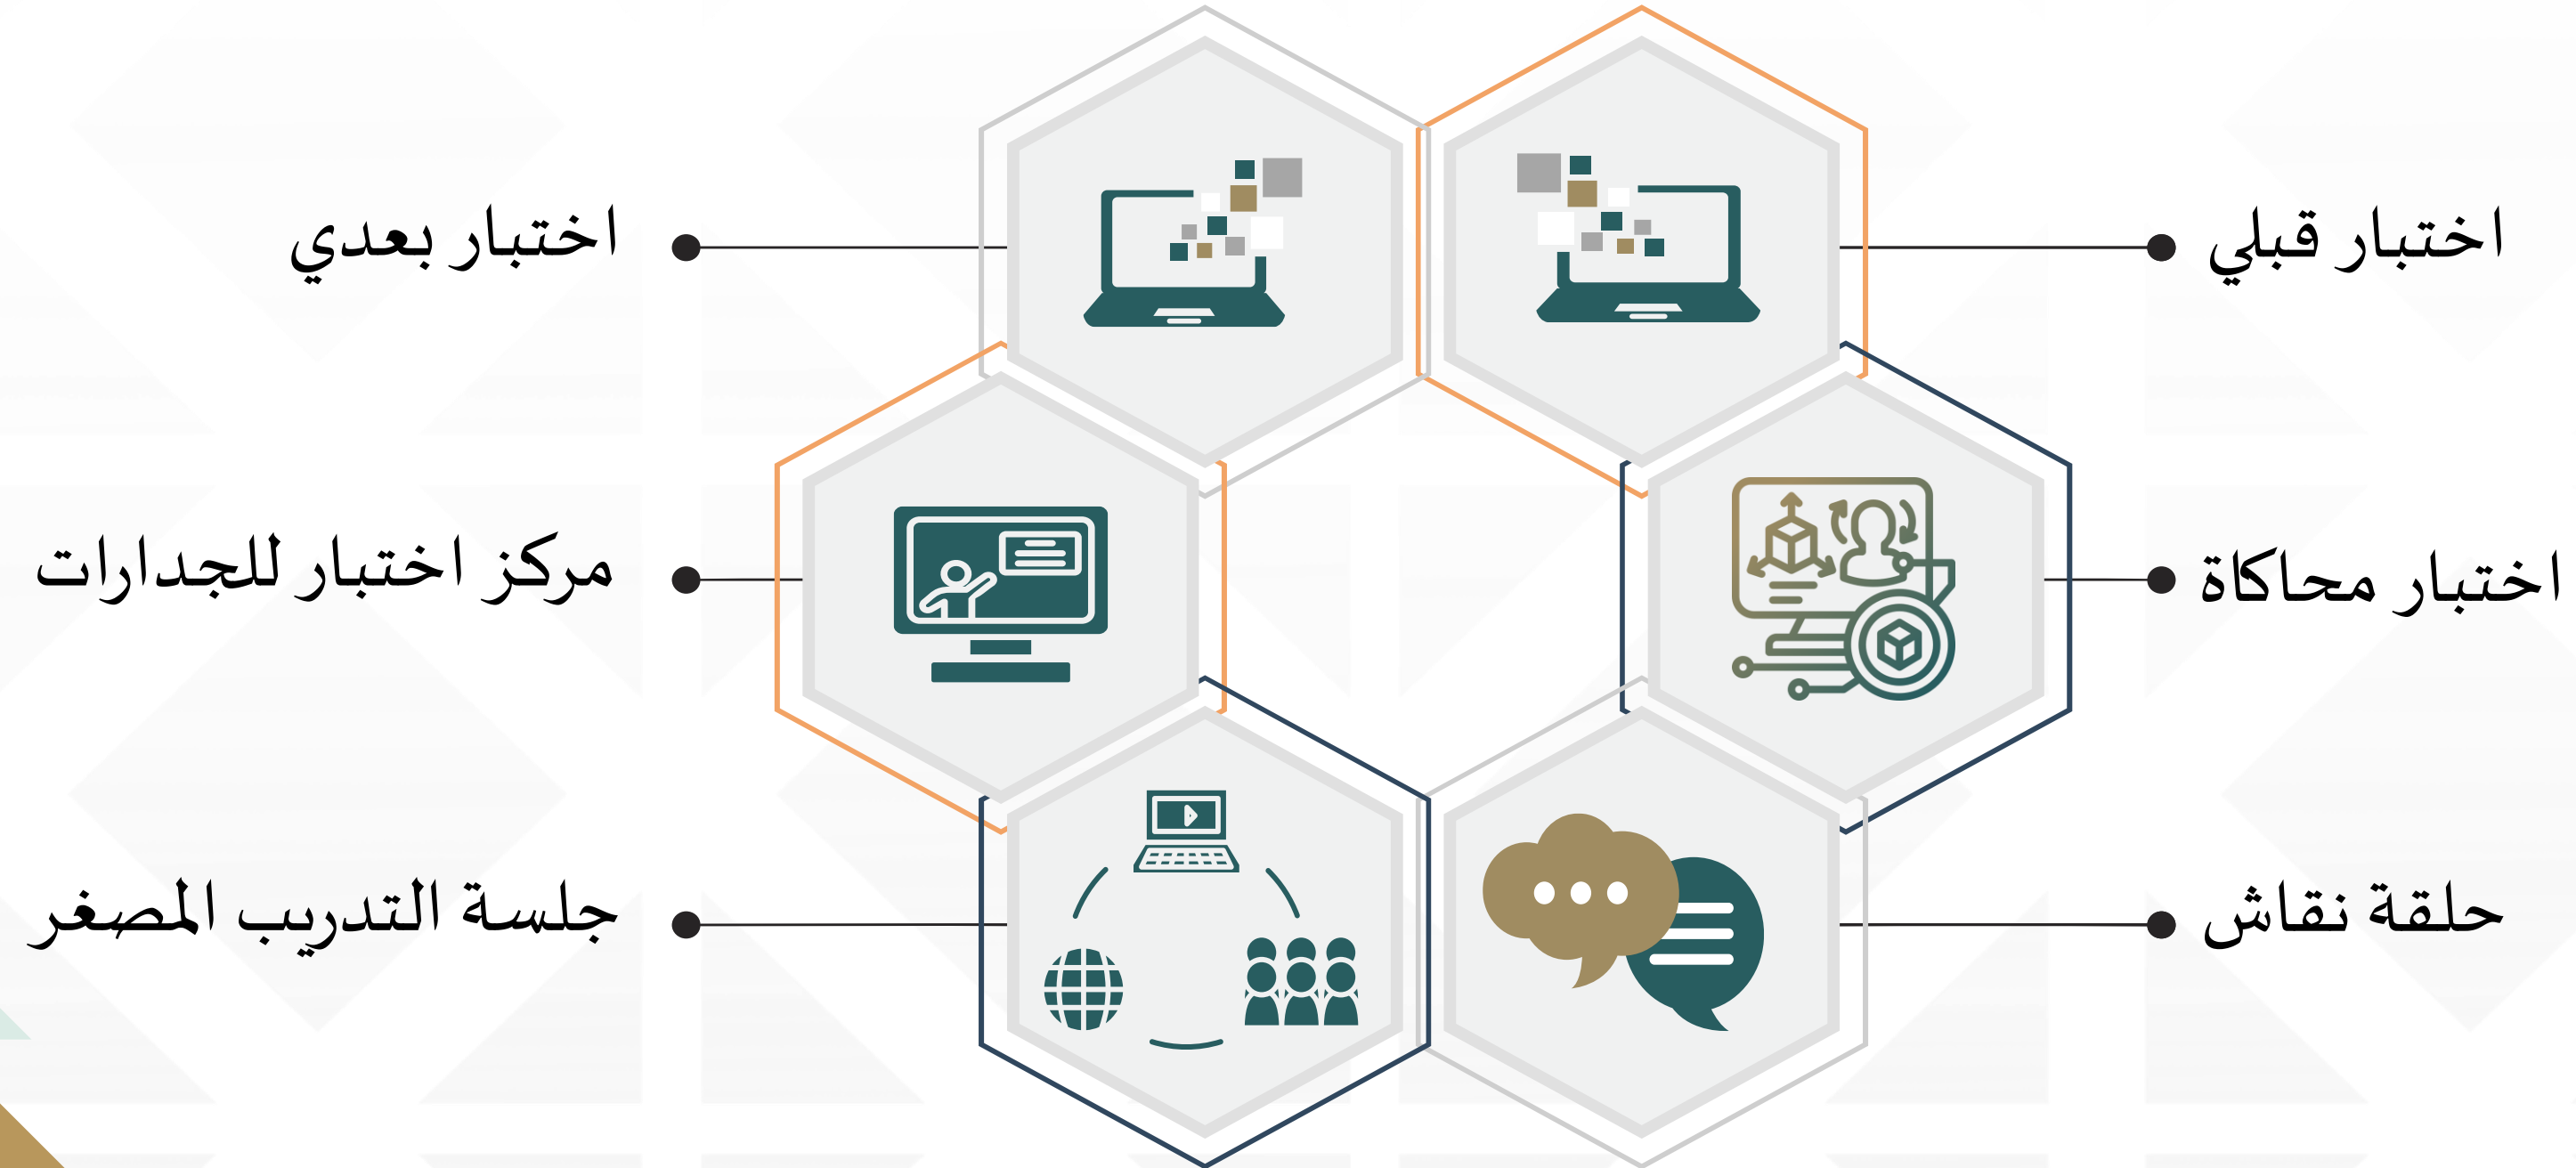 اختبار قبلي
اختبار بعدي
اختبار محاكاة
مركز اختبار للجدارات
حلقة نقاش
جلسة التدريب المصغر